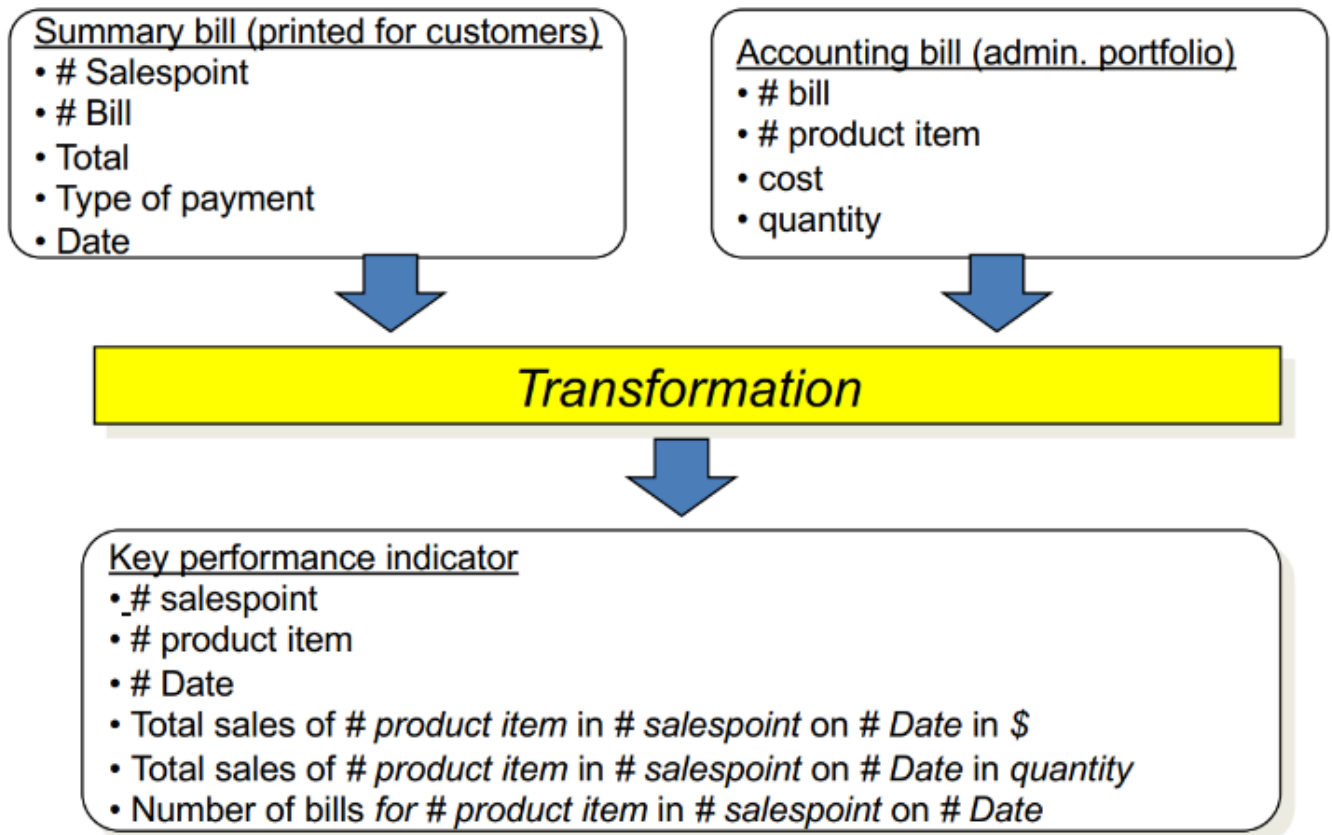 Summary bill (printed for customers)
• # Salespoint
• # Bill
• Total
• Type of payment
• Date
Accounting bill (admin. portfolio)
• # bill
• # product item
• cost
• quantity
Transformation
Key performance indicator
• # salespoint
• # product item
• # Date
• Total sales of # product item in # salespoint on # Date in $
• Total sales of # product item in # salespoint on # Date in quantity
• Number of bills for # product item in # salespoint on # Date